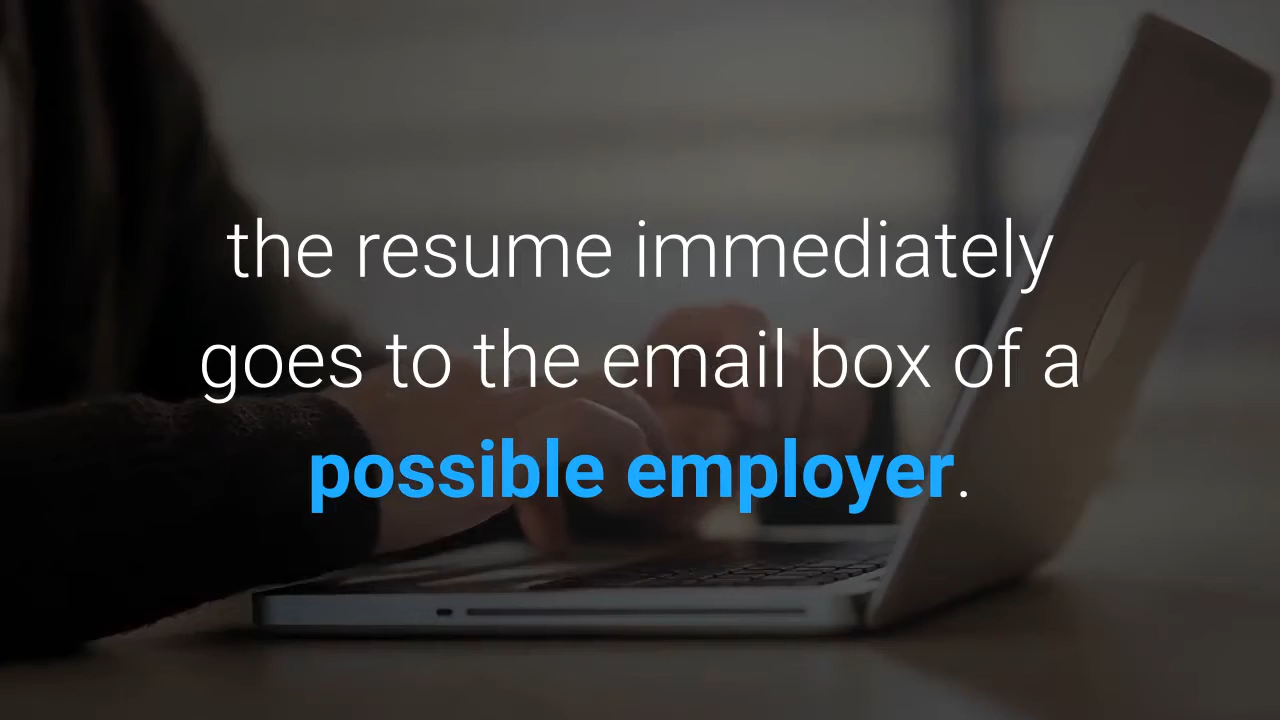 the resume immediately
goes to the email box of a
possible employer.